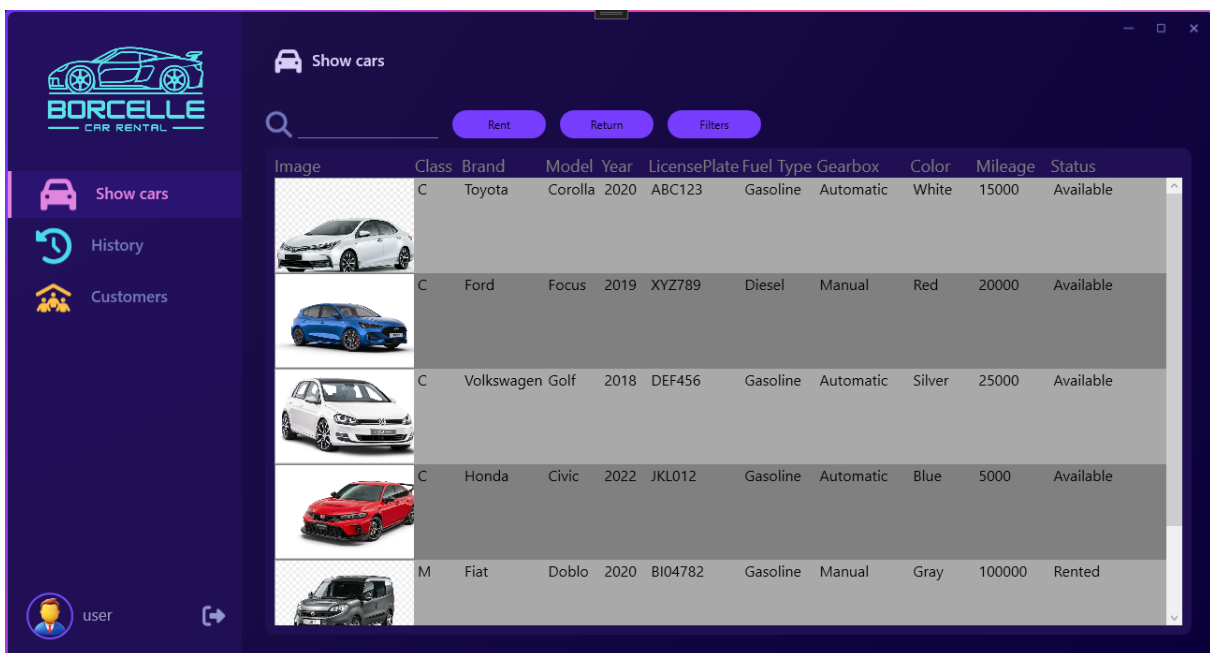 BORCELLE
CAR RENTAL
Show cars
History
Customers
user
Show cars
Rent Return Filters
Image Class Brand Model Year LicensePlate Fuel Type Gearbox Color Mileage Status
C Toyota Corolla 2020 ABC123 Gasoline Automatic White 15000 Available
C Ford Focus 2019 XYZ789 Diesel Manual Red 20000 Available
C Volkswagen Golf 2018 DEF456 Gasoline Automatic Silver 25000 Available
C Honda Civic 2022 JKL012 Gasoline Automatic Blue 5000 Available
M Fiat Doblo 2020 BI04782 Gasoline Manual Gray 100000 Rented